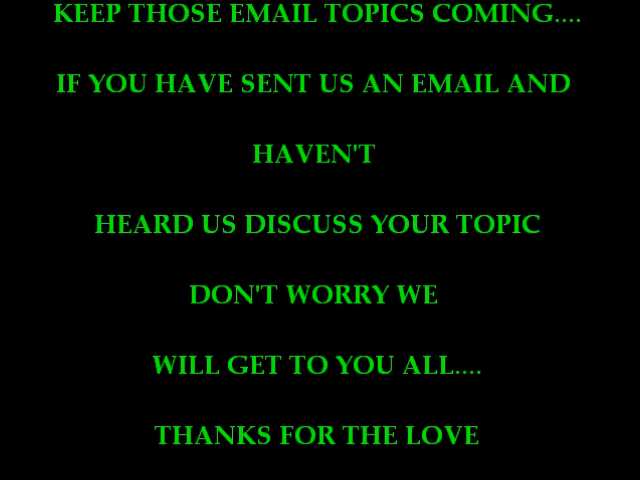 KEEP THOSE EMAIL TOPICS COMING....
IF YOU HAVE SENT US AN EMAIL AND
HAVEN'T
HEARD US DISCUSS YOUR TOPIC
DON'T WORRY WE
WILL GET TO YOU ALL....
THANKS FOR THE LOVE